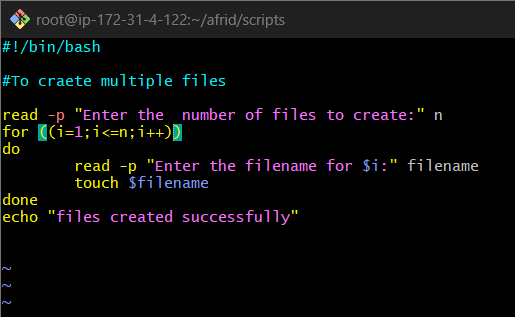 root@ip-172-31-4-122:~/afrid/scripts
#!/bin/bash
#To craete multiple files
read -p "Enter the  number of files to create:" n
for ((i=1;i<=n;i++))
do
        read -p "Enter the filename for $i:" filename
        touch $filename
done
echo "files created successfully"
~
~
~